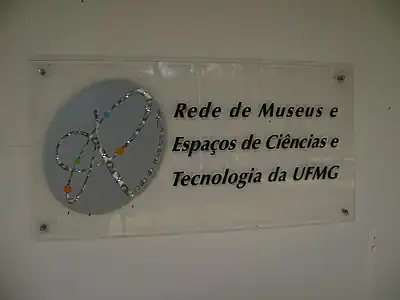 Rede de Museus e
Espaços de Ciências e
Tecnologia da UFMG